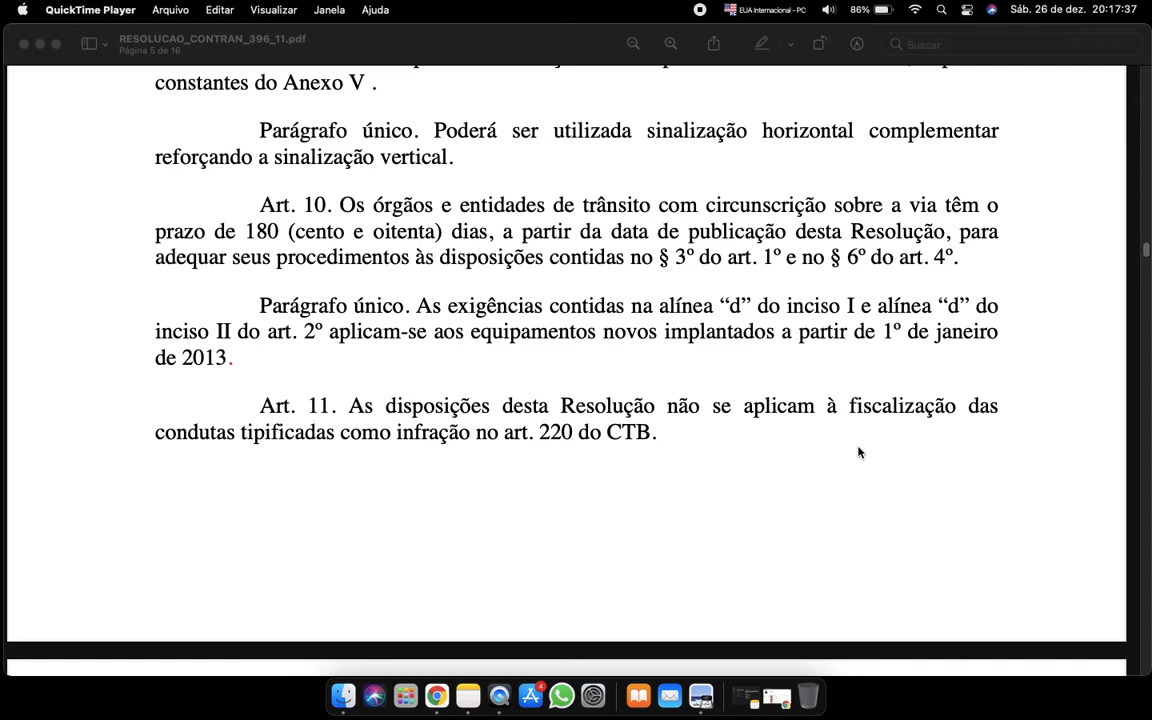 QuickTime Player Arquivo Editar Visualizar Janela Ajuda EUA Internacional - PC 86% Sáb. 26 de dez. 20:17:37
RESOLUCAO_CONTRAN_396_11.pdf
Página 5 de 16
Buscar
constantes do Anexo V .
Parágrafo único. Poderá ser utilizada sinalização horizontal complementar
reforçando a sinalização vertical.
Art. 10. Os órgãos e entidades de trânsito com circunscrição sobre a via têm o
prazo de 180 (cento e oitenta) dias, a partir da data de publicação desta Resolução, para
adequar seus procedimentos às disposições contidas no § 3º do art. 1º e no § 6º do art. 4º.
Parágrafo único. As exigências contidas na alínea “d” do inciso I e alínea “d” do
inciso II do art. 2º aplicam-se aos equipamentos novos implantados a partir de 1º de janeiro
de 2013.
Art. 11. As disposições desta Resolução não se aplicam à fiscalização das
condutas tipificadas como infração no art. 220 do CTB.
4